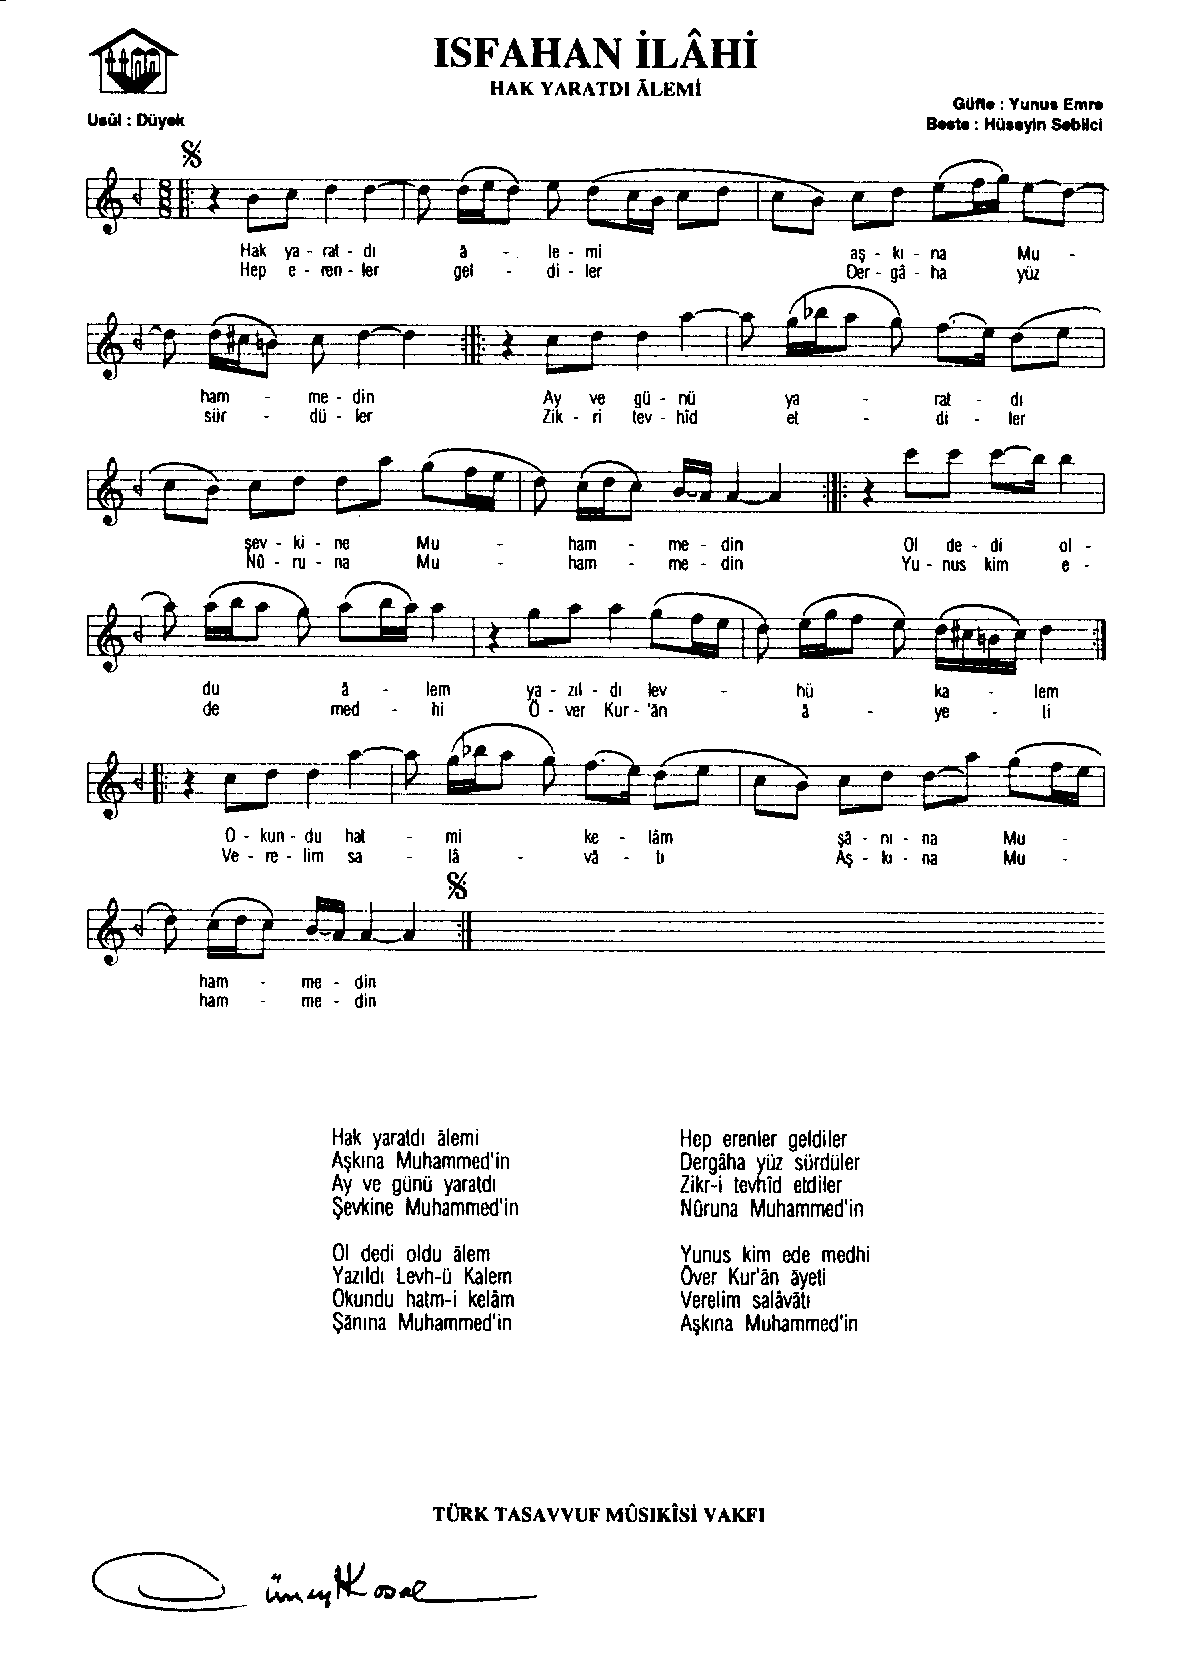 ISFAHAN İLÂHİ
HAK YARATDI ÂLEMİ
Güfte : Yunus Emre
Usûl : Düyek
Beste : Hüseyin Sebilci
Hak ya - rat - dı â - le - mi aş - kı - na Mu -
Hep e - ren - ler gel - di - ler Der - gâ - ha yüz
ham - me - din Ay ve gü - nü ya - rat - dı
sür - dü - ler Zik - ri tev - hîd et - di - ler
şev - ki - ne Mu - ham - me - din Ol de - di ol -
Nû - ru - na Mu - ham - me - din Yu - nus kim e -
du â - lem ya - zıl - dı lev - hü ka - lem
de med - hi Ö - ver Kur - 'ân â - ye - ti
O - kun - du hat - mi ke - lâm şâ - nı - na Mu -
Ve - re - lim sa - lâ - vâ - tı Aş - kı - na Mu -
ham - me - din
ham - me - din
Hak yaratdı âlemi
Aşkına Muhammed'in
Ay ve günü yaratdı
Şevkine Muhammed'in
Ol dedi oldu âlem
Yazıldı Levh-ü Kalem
Okundu hatm-i kelâm
Şânına Muhammed'in
Hep erenler geldiler
Dergâha yüz sürdüler
Zikr-i tevhîd etdiler
Nûruna Muhammed'in
Yunus kim ede medhi
Över Kur'ân âyeti
Verelim salâvâtı
Aşkına Muhammed'in
TÜRK TASAVVUF MÛSIKÎSİ VAKFI